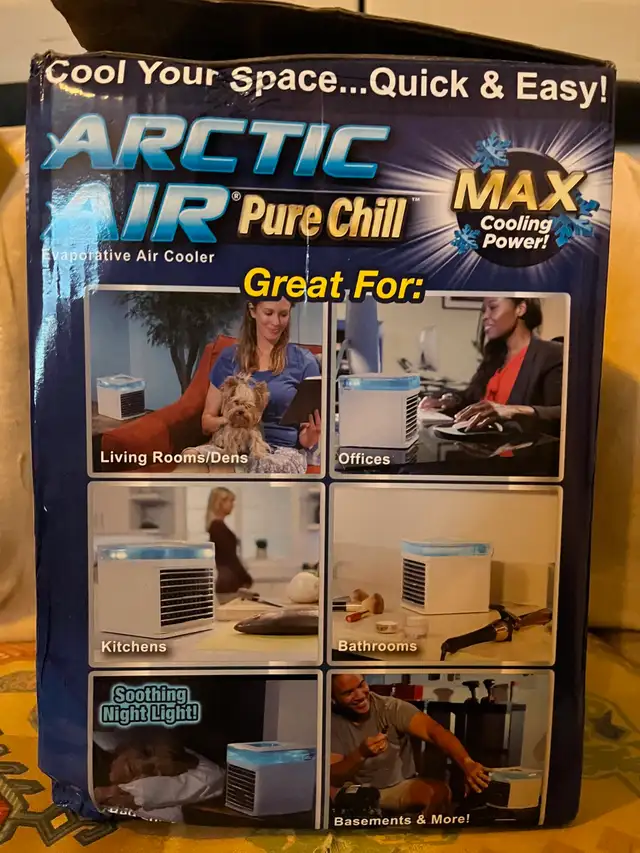 Cool Your Space...Quick & Easy!
ARCTIC
AIR® Pure Chill™
Evaporative Air Cooler
MAX
Cooling
Power!
Great For:
Living Rooms/Dens
Offices
Kitchens
Bathrooms
Soothing
Night Light!
Basements & More!